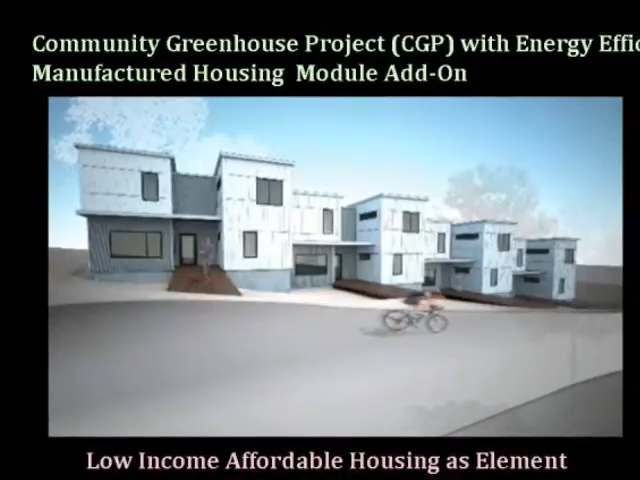 Community Greenhouse Project (CGP) with Energy Effic
Manufactured Housing Module Add-On
Low Income Affordable Housing as Element